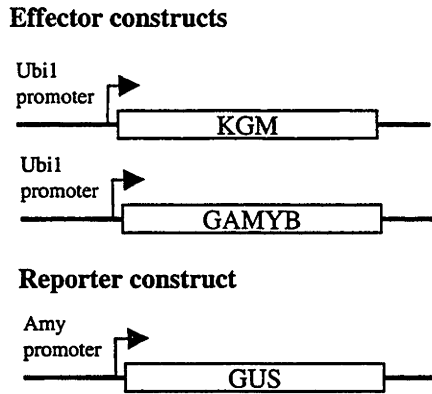 Effector constructs
Ubi1
promoter
KGM
Ubi1
promoter
GAMYB
Reporter construct
Amy
promoter
GUS